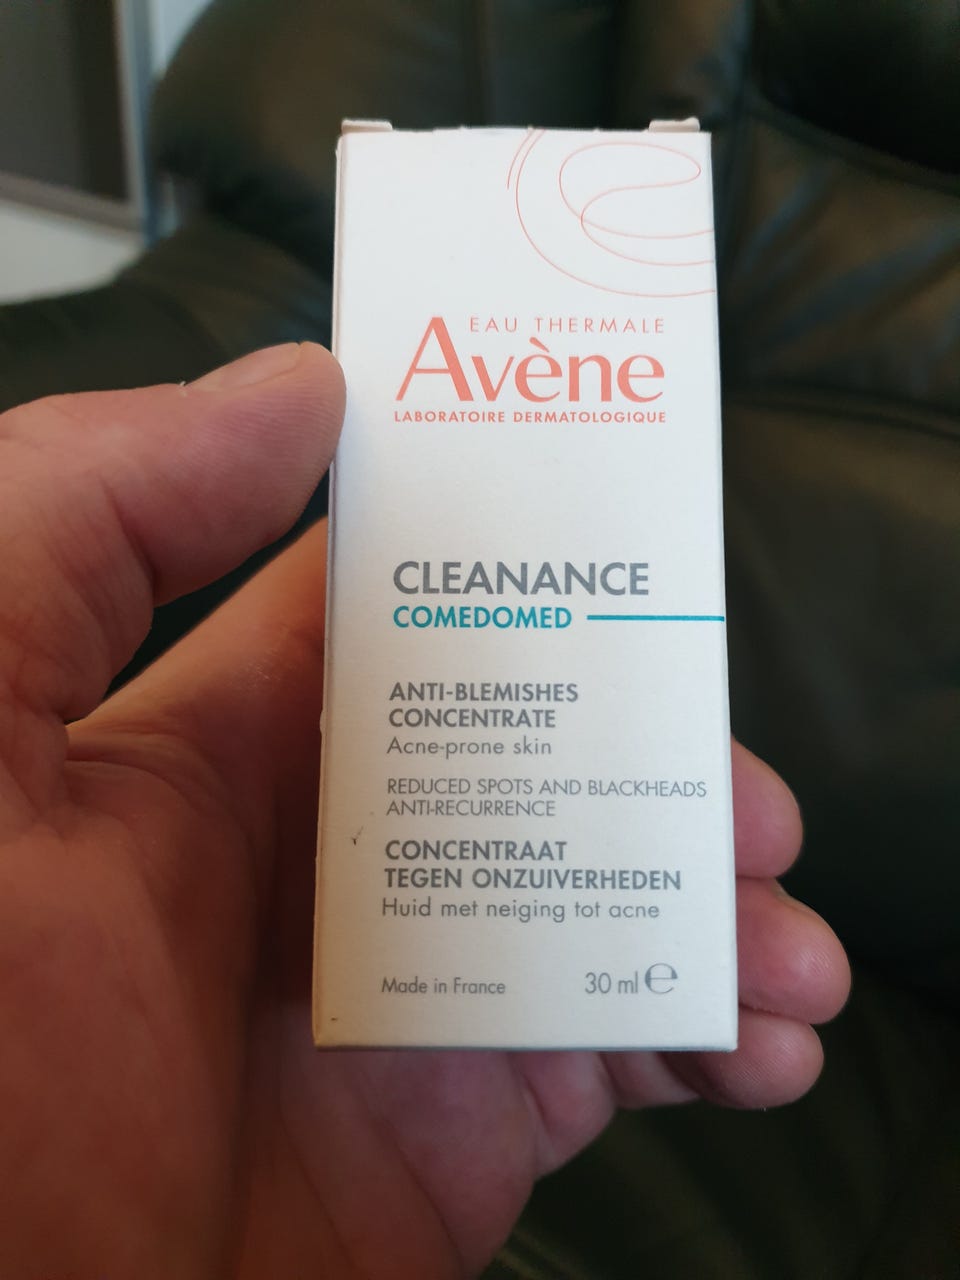 EAU THERMALE
Avène
LABORATOIRE DERMATOLOGIQUE
CLEANANCE
COMEDOMED
ANTI-BLEMISHES
CONCENTRATE
Acne-prone skin
REDUCED SPOTS AND BLACKHEADS
ANTI-RECURRENCE
CONCENTRAAT
TEGEN ONZUIVERHEDEN
Huid met neiging tot acne
Made in France 30 ml ℮